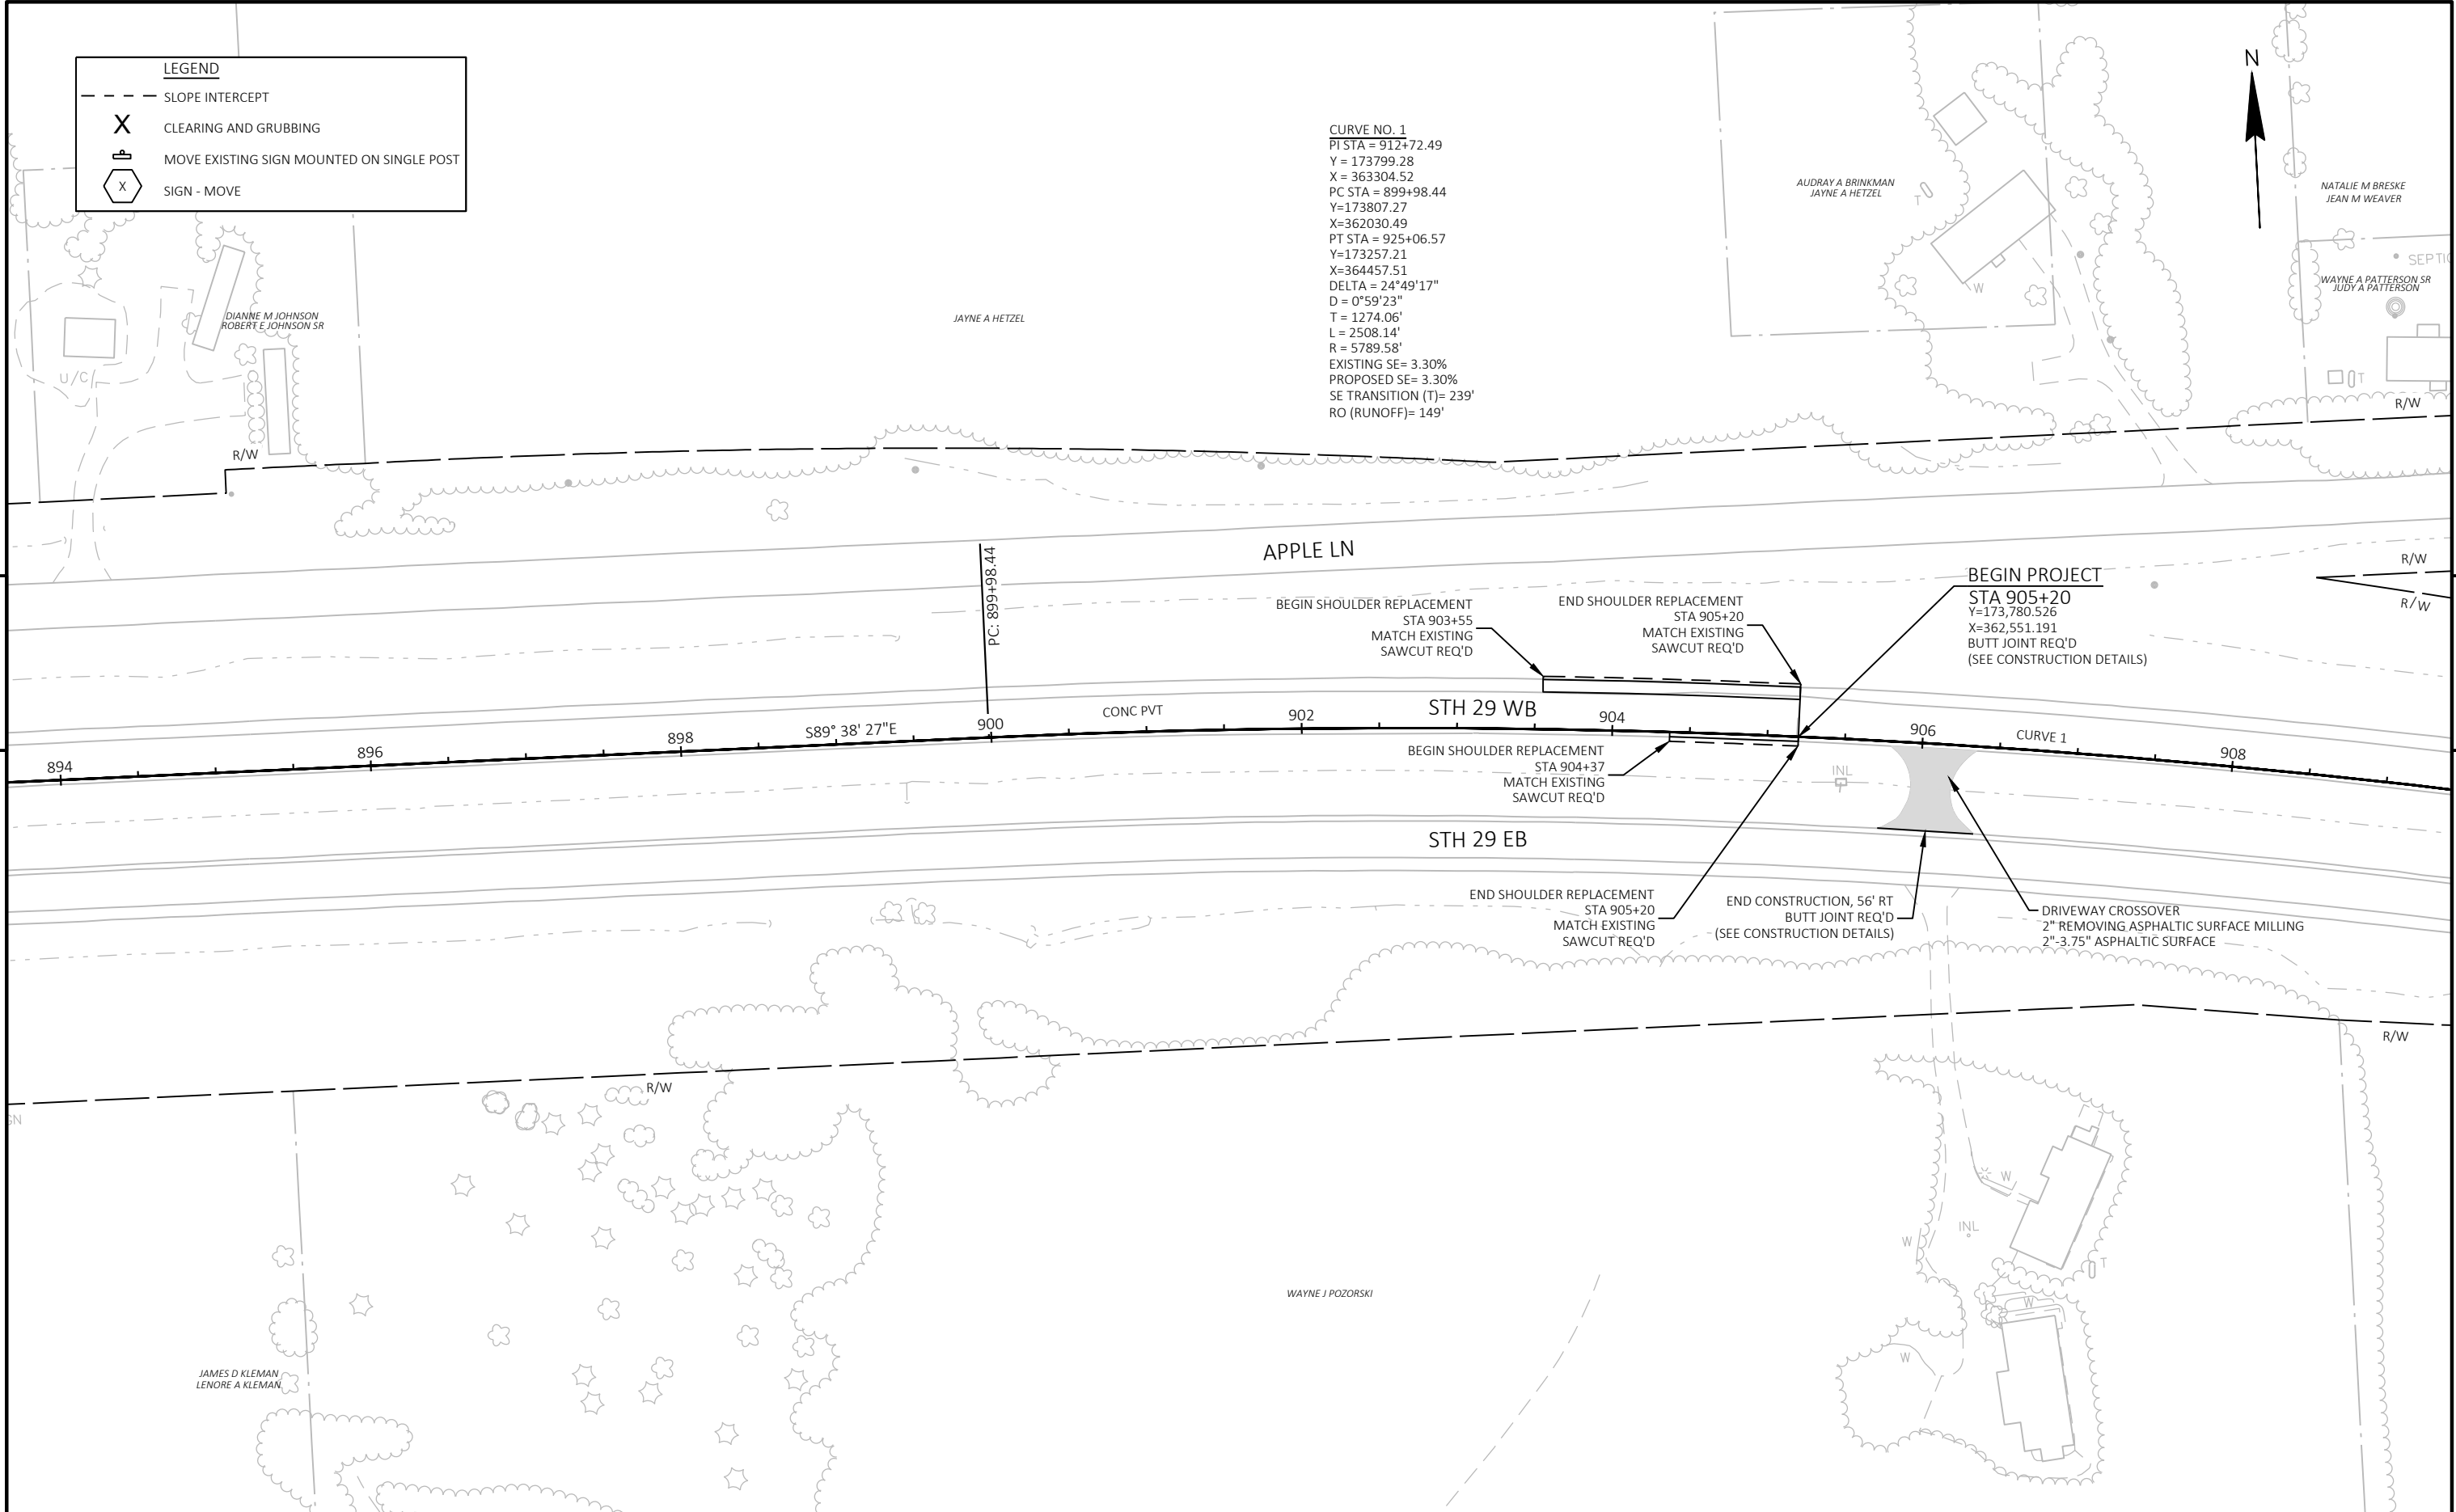 LEGEND
SLOPE INTERCEPT
X CLEARING AND GRUBBING
MOVE EXISTING SIGN MOUNTED ON SINGLE POST
X SIGN - MOVE
CURVE NO. 1
PI STA = 912+72.49
Y = 173799.28
X = 363304.52
PC STA = 899+98.44
Y=173807.27
X=362030.49
PT STA = 925+06.57
Y=173257.21
X=364457.51
DELTA = 24°49'17"
D = 0°59'23"
T = 1274.06'
L = 2508.14'
R = 5789.58'
EXISTING SE= 3.30%
PROPOSED SE= 3.30%
SE TRANSITION (T)= 239'
RO (RUNOFF)= 149'
N
AUDRAY A BRINKMAN
JAYNE A HETZEL
T
W
NATALIE M BRESKE
JEAN M WEAVER
SEPTIC
WAYNE A PATTERSON SR
JUDY A PATTERSON
T
R/W
DIANNE M JOHNSON
ROBERT E JOHNSON SR
U/C
JAYNE A HETZEL
R/W
APPLE LN
PC: 899+98.44
R/W
R/W
BEGIN PROJECT
STA 905+20
Y=173,780.526
X=362,551.191
BUTT JOINT REQ'D
(SEE CONSTRUCTION DETAILS)
BEGIN SHOULDER REPLACEMENT
STA 903+55
MATCH EXISTING
SAWCUT REQ'D
END SHOULDER REPLACEMENT
STA 905+20
MATCH EXISTING
SAWCUT REQ'D
STH 29 WB
CONC PVT
S89° 38' 27"E
894
896
898
900
902
904
906
908
CURVE 1
BEGIN SHOULDER REPLACEMENT
STA 904+37
MATCH EXISTING
SAWCUT REQ'D
INL
STH 29 EB
END SHOULDER REPLACEMENT
STA 905+20
MATCH EXISTING
SAWCUT REQ'D
END CONSTRUCTION, 56' RT
BUTT JOINT REQ'D
(SEE CONSTRUCTION DETAILS)
DRIVEWAY CROSSOVER
2" REMOVING ASPHALTIC SURFACE MILLING
2"-3.75" ASPHALTIC SURFACE
R/W
R/W
GN
W
INL
W
T
W
W
WAYNE J POZORSKI
JAMES D KLEMAN
LENORE A KLEMAN